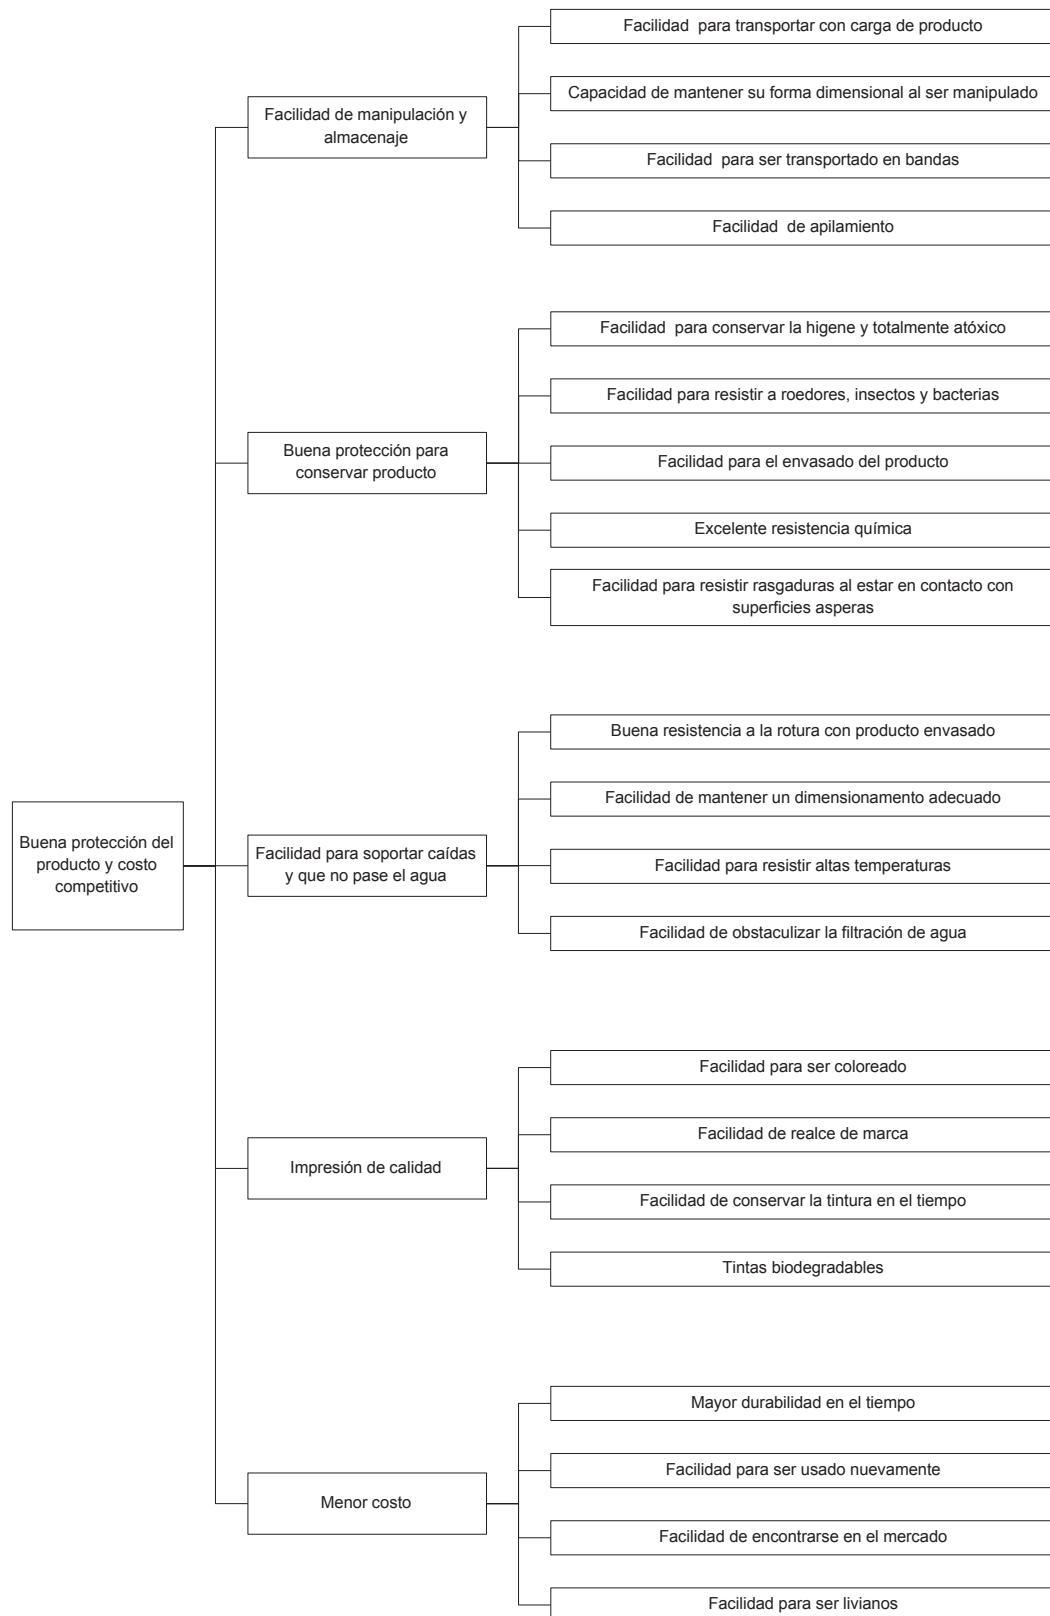 Facilidad  para transportar con carga de producto
Capacidad de mantener su forma dimensional al ser manipulado
Facilidad de manipulación y
almacenaje
Facilidad  para ser transportado en bandas
Facilidad  de apilamiento
Facilidad  para conservar la higene y totalmente atóxico
Facilidad para resistir a roedores, insectos y bacterias
Buena protección para
conservar producto
Facilidad para el envasado del producto
Excelente resistencia química
Facilidad para resistir rasgaduras al estar en contacto con
superficies asperas
Buena resistencia a la rotura con producto envasado
Facilidad de mantener un dimensionamento adecuado
Buena protección del
producto y costo
competitivo
Facilidad para soportar caídas
y que no pase el agua
Facilidad para resistir altas temperaturas
Facilidad de obstaculizar la filtración de agua
Facilidad para ser coloreado
Facilidad de realce de marca
Impresión de calidad
Facilidad de conservar la tintura en el tiempo
Tintas biodegradables
Mayor durabilidad en el tiempo
Facilidad para ser usado nuevamente
Menor costo
Facilidad de encontrarse en el mercado
Facilidad para ser livianos